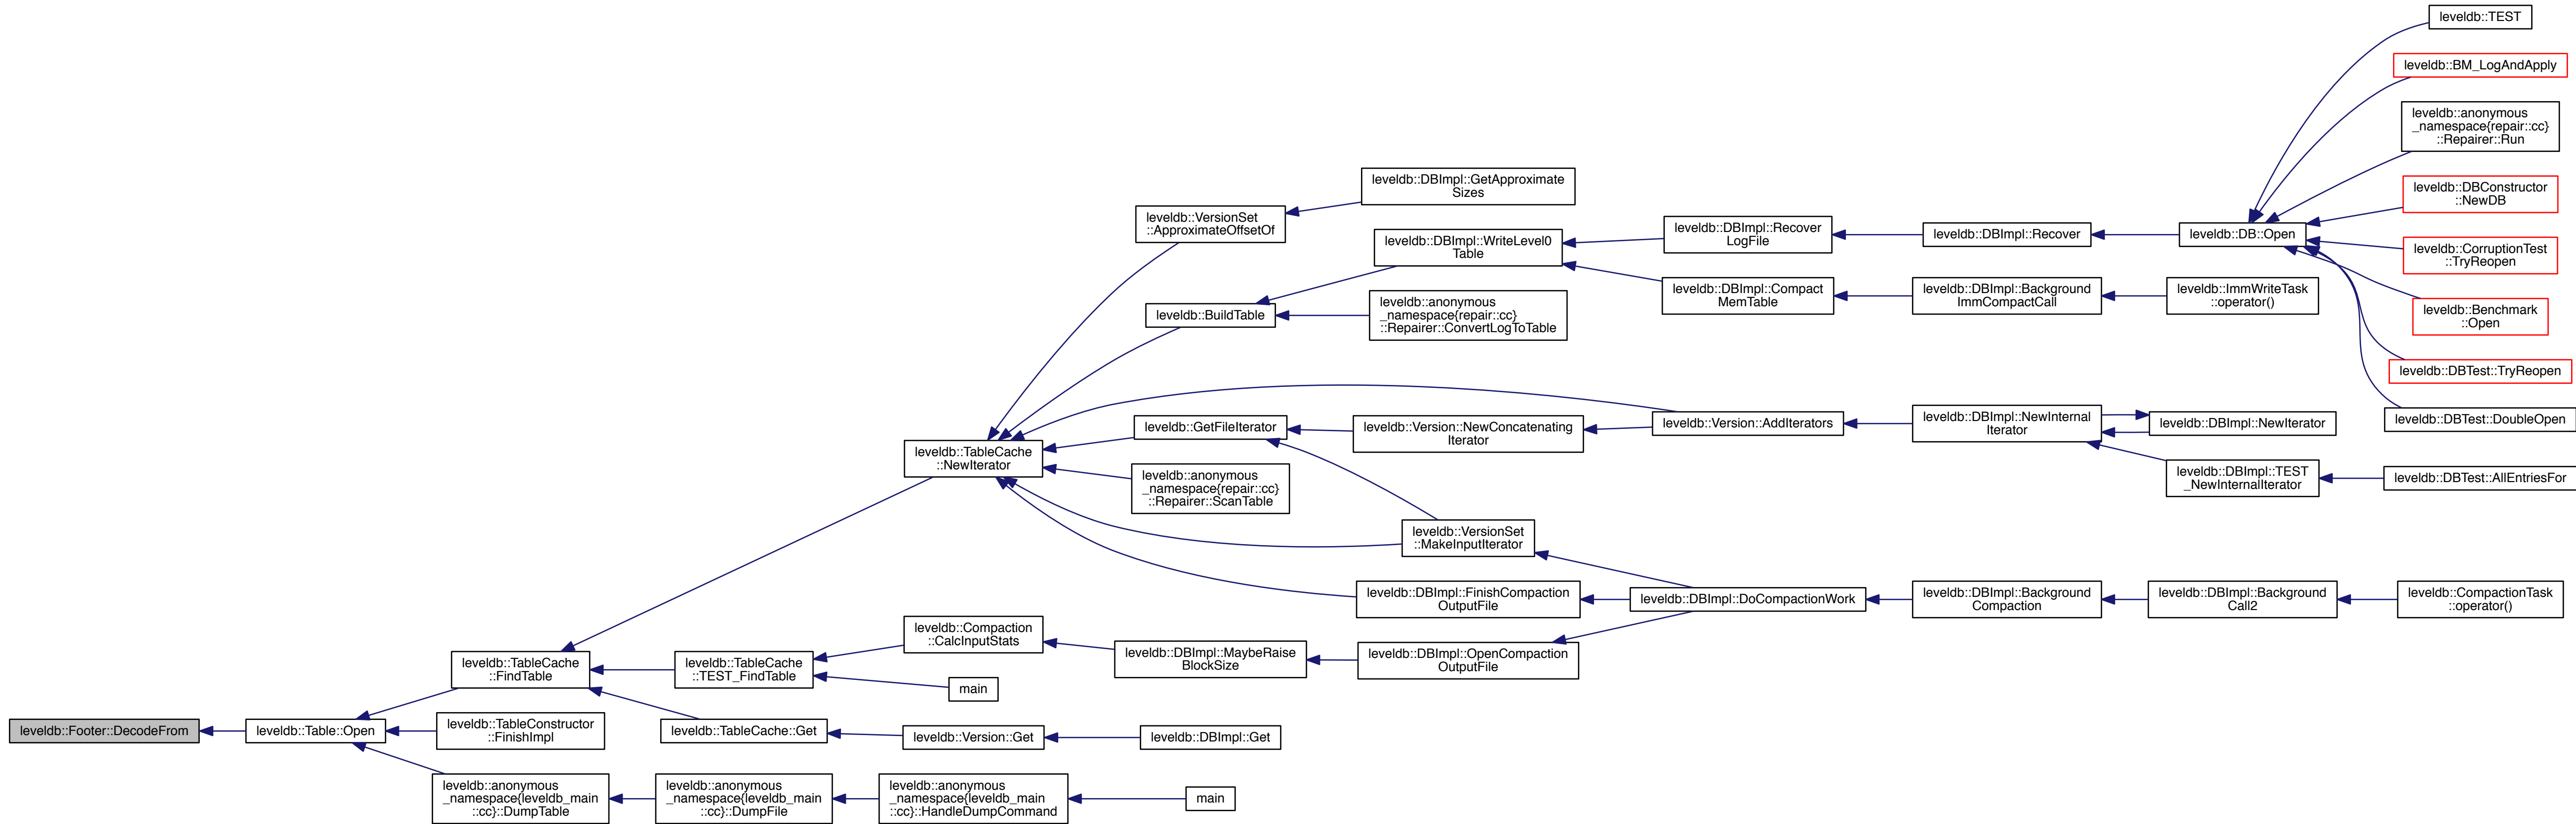 leveldb::Footer::DecodeFrom
leveldb::Table::Open
leveldb::TableCache
::FindTable
leveldb::TableConstructor
::FinishImpl
leveldb::anonymous
_namespace{leveldb_main
::cc}::DumpTable
leveldb::TableCache
::TEST_FindTable
leveldb::TableCache::Get
leveldb::anonymous
_namespace{leveldb_main
::cc}::DumpFile
leveldb::TableCache
::NewIterator
leveldb::Compaction
::CalcInputStats
main
leveldb::Version::Get
leveldb::anonymous
_namespace{leveldb_main
::cc}::HandleDumpCommand
leveldb::VersionSet
::ApproximateOffsetOf
leveldb::BuildTable
leveldb::GetFileIterator
leveldb::anonymous
_namespace{repair::cc}
::Repairer::ScanTable
leveldb::DBImpl::MaybeRaise
BlockSize
leveldb::DBImpl::Get
main
leveldb::DBImpl::GetApproximate
Sizes
leveldb::DBImpl::WriteLevel0
Table
leveldb::anonymous
_namespace{repair::cc}
::Repairer::ConvertLogToTable
leveldb::Version::NewConcatenating
Iterator
leveldb::VersionSet
::MakeInputIterator
leveldb::DBImpl::FinishCompaction
OutputFile
leveldb::DBImpl::OpenCompaction
OutputFile
leveldb::DBImpl::Recover
LogFile
leveldb::DBImpl::Compact
MemTable
leveldb::Version::AddIterators
leveldb::DBImpl::DoCompactionWork
leveldb::DBImpl::Recover
leveldb::DBImpl::Background
ImmCompactCall
leveldb::DBImpl::NewInternal
Iterator
leveldb::DBImpl::Background
Compaction
leveldb::DB::Open
leveldb::ImmWriteTask
::operator()
leveldb::DBImpl::NewIterator
leveldb::DBImpl::TEST
_NewInternalIterator
leveldb::DBImpl::Background
Call2
leveldb::TEST
leveldb::BM_LogAndApply
leveldb::anonymous
_namespace{repair::cc}
::Repairer::Run
leveldb::DBConstructor
::NewDB
leveldb::CorruptionTest
::TryReopen
leveldb::Benchmark
::Open
leveldb::DBTest::TryReopen
leveldb::DBTest::DoubleOpen
leveldb::DBTest::AllEntriesFor
leveldb::CompactionTask
::operator()